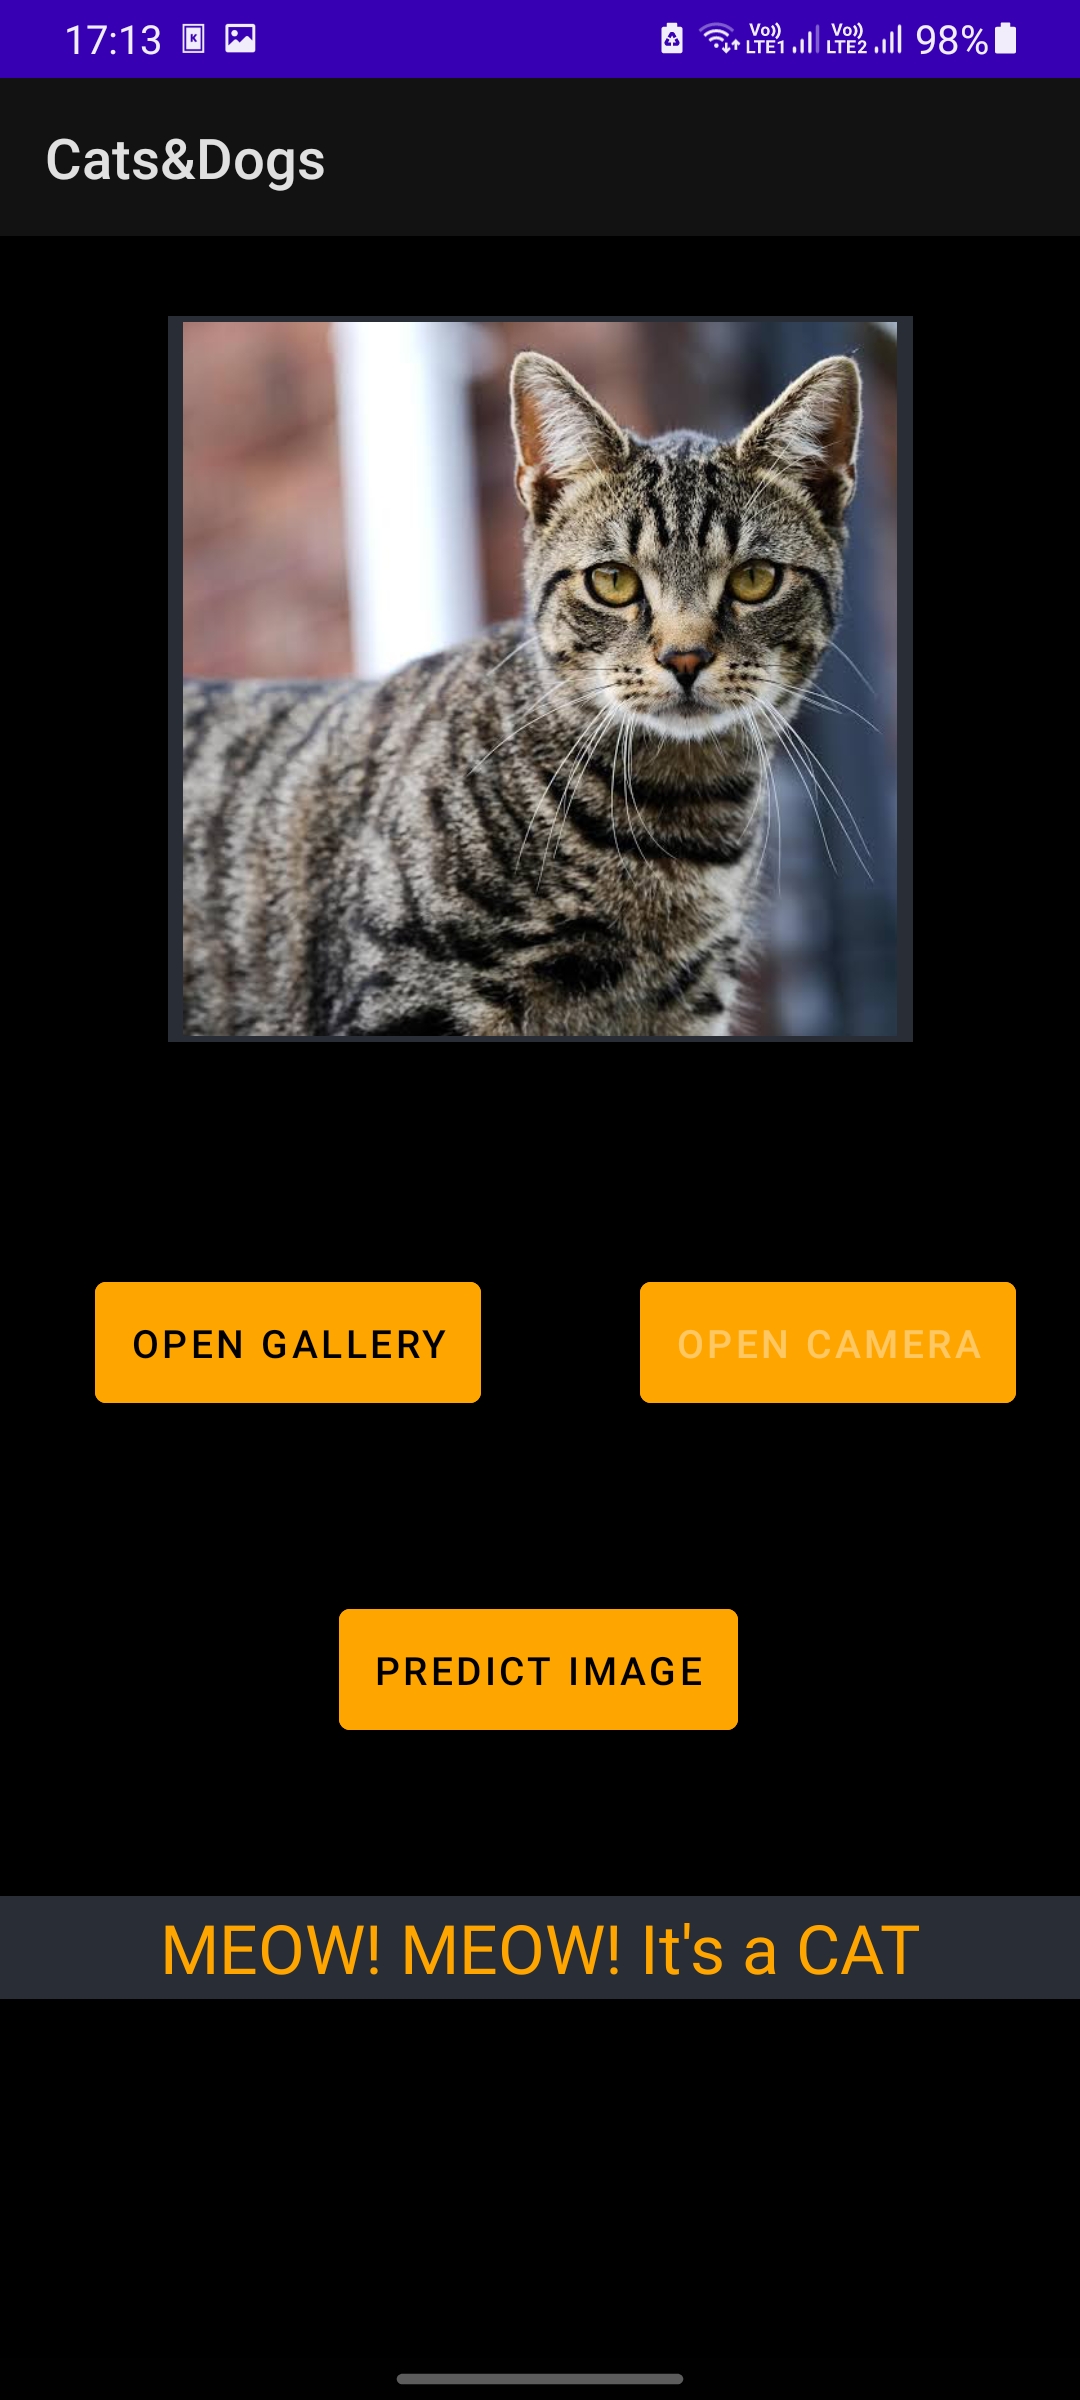 17:13 K Vo)) LTE1 Vo)) LTE2 98%
Cats&Dogs
OPEN GALLERY OPEN CAMERA
PREDICT IMAGE
MEOW! MEOW! It's a CAT